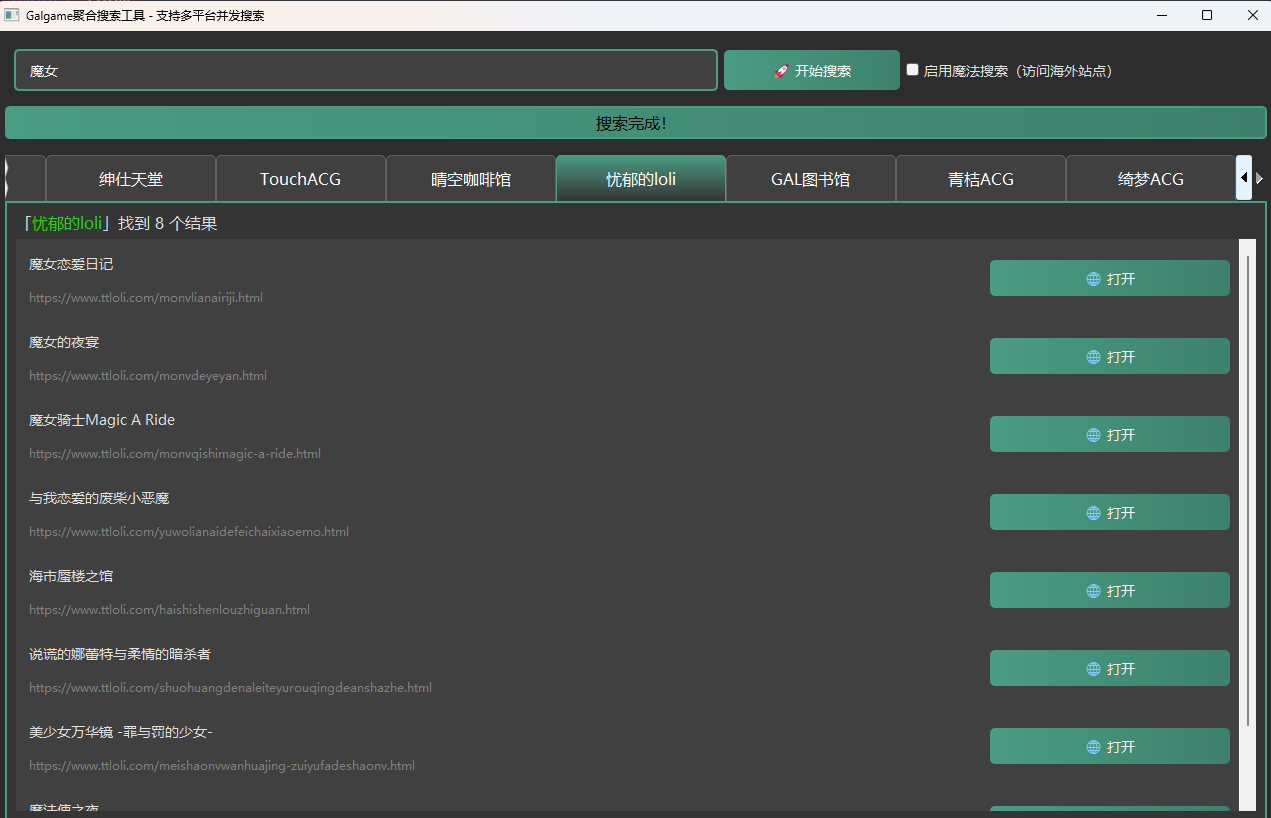 Galgame聚合搜索工具 - 支持多平台并发搜索
魔女
🚀 开始搜索
启用魔法搜索（访问海外站点）
搜索完成！
绅仕天堂
TouchACG
晴空咖啡馆
忧郁的loli
GAL图书馆
青桔ACG
绮梦ACG
「忧郁的loli」找到 8 个结果
魔女恋爱日记
https://www.ttloli.com/monvlianairiji.html
🌐 打开
魔女的夜宴
https://www.ttloli.com/monvdeyeyan.html
🌐 打开
魔女骑士Magic A Ride
https://www.ttloli.com/monvqishimagic-a-ride.html
🌐 打开
与我恋爱的废柴小恶魔
https://www.ttloli.com/yuwolianaidefeichaixiaoemo.html
🌐 打开
海市蜃楼之馆
https://www.ttloli.com/haishishenlouzhiguan.html
🌐 打开
说谎的娜蕾特与柔情的暗杀者
https://www.ttloli.com/shuohuangdenaleiteyurouqingdeanshazhe.html
🌐 打开
美少女万华镜 -罪与罚的少女-
https://www.ttloli.com/meishaonvwanhuajing-zuiyufadeshaonv.html
🌐 打开
魔法使之夜